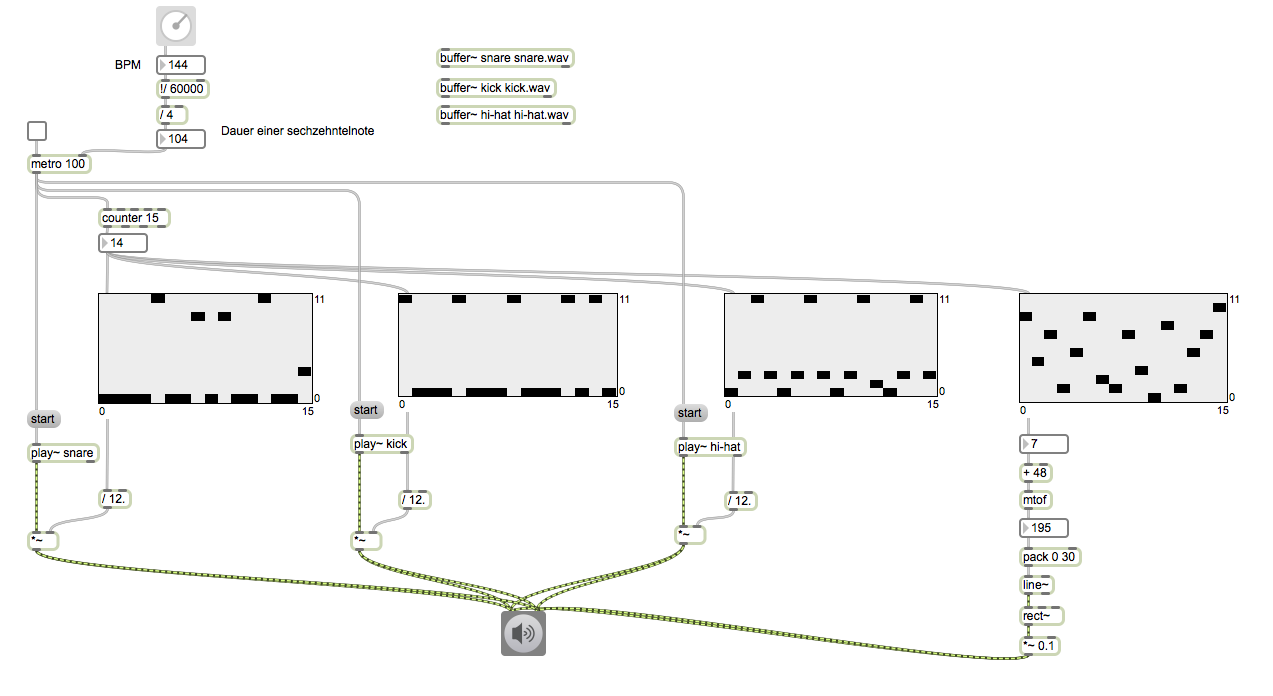 BPM
144
!/ 60000
/ 4
104
Dauer einer sechzehntelnote
buffer~ snare snare.wav
buffer~ kick kick.wav
buffer~ hi-hat hi-hat.wav
metro 100
counter 15
14
11
0
0
15
11
0
0
15
11
0
0
15
11
0
0
15
start
play~ snare
/ 12.
*~
start
play~ kick
/ 12.
*~
start
play~ hi-hat
/ 12.
*~
7
+ 48
mtof
195
pack 0 30
line~
rect~
*~ 0.1